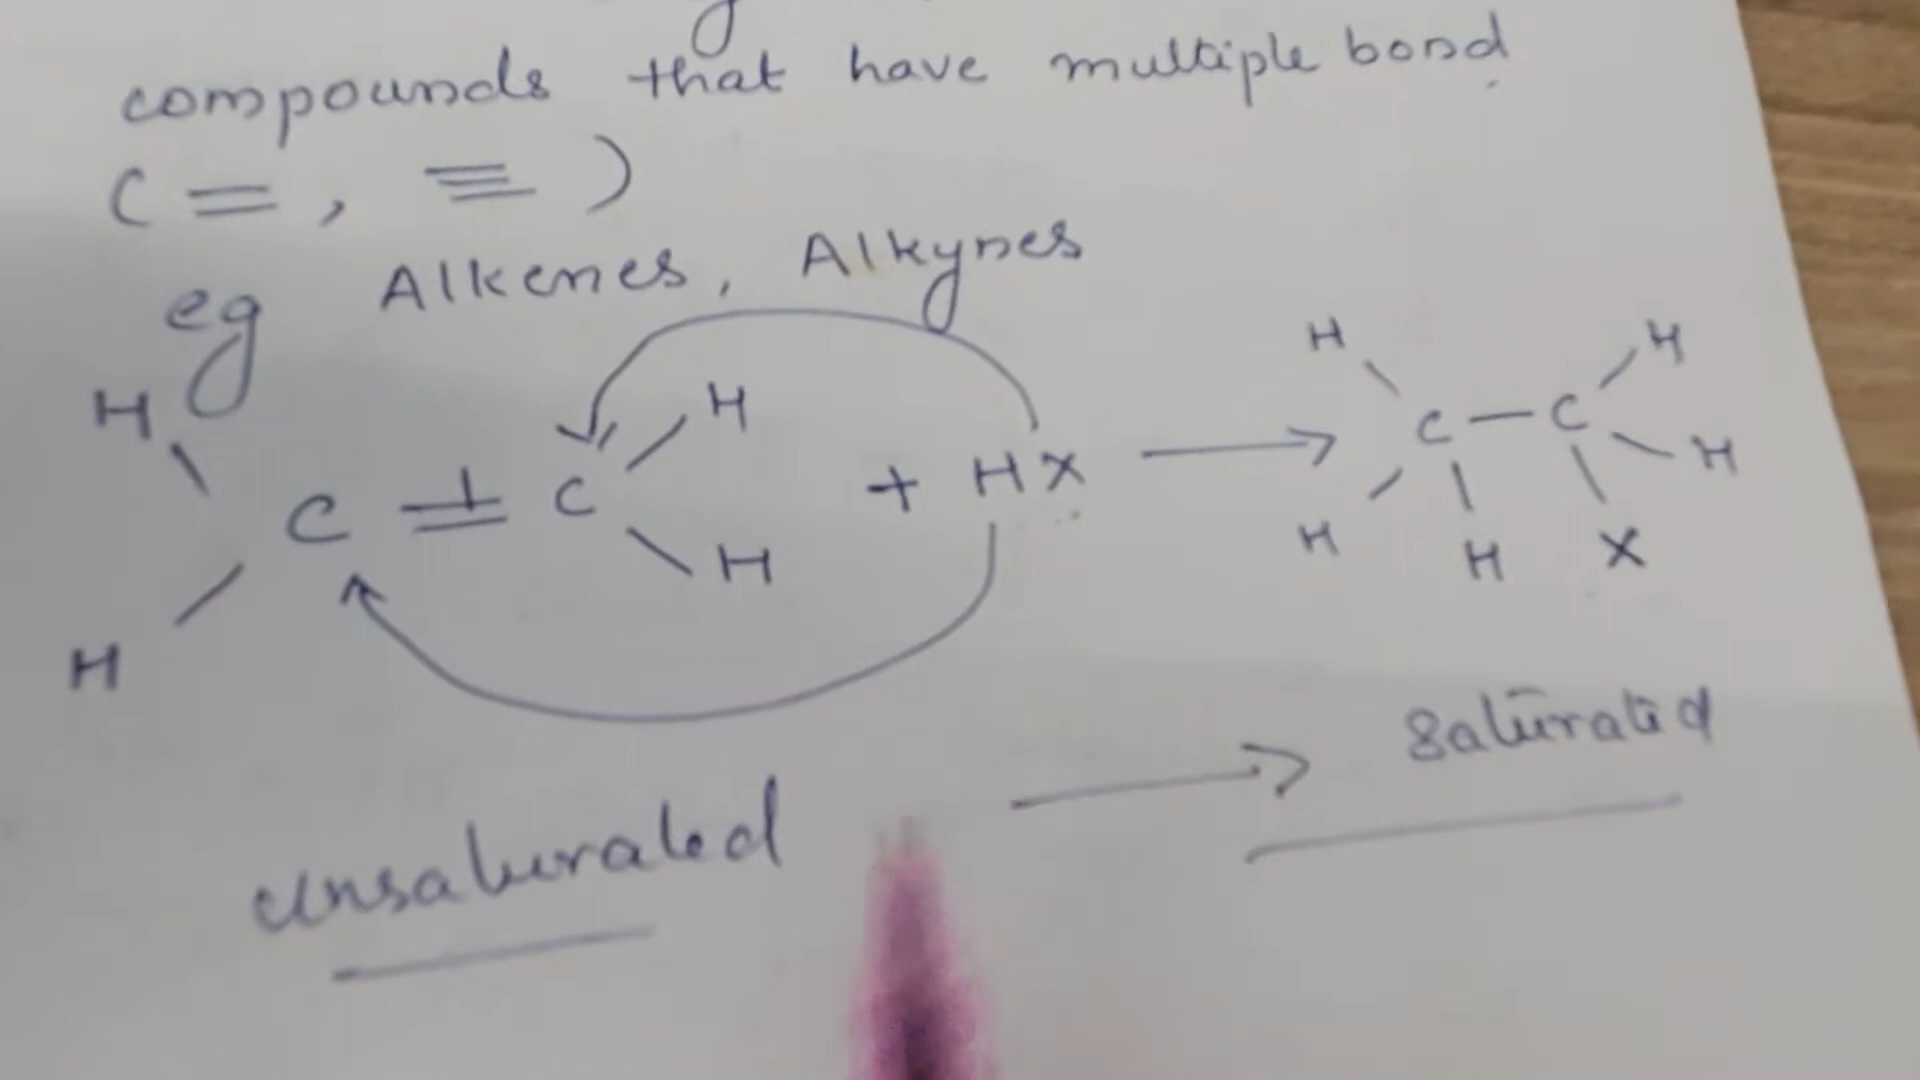 compounds that have multiple bond
( =, ≡ )
eg Alkenes, Alkynes
H H H H
C = C + HX → C — C H
H H H H X
Unsaturated → Saturated